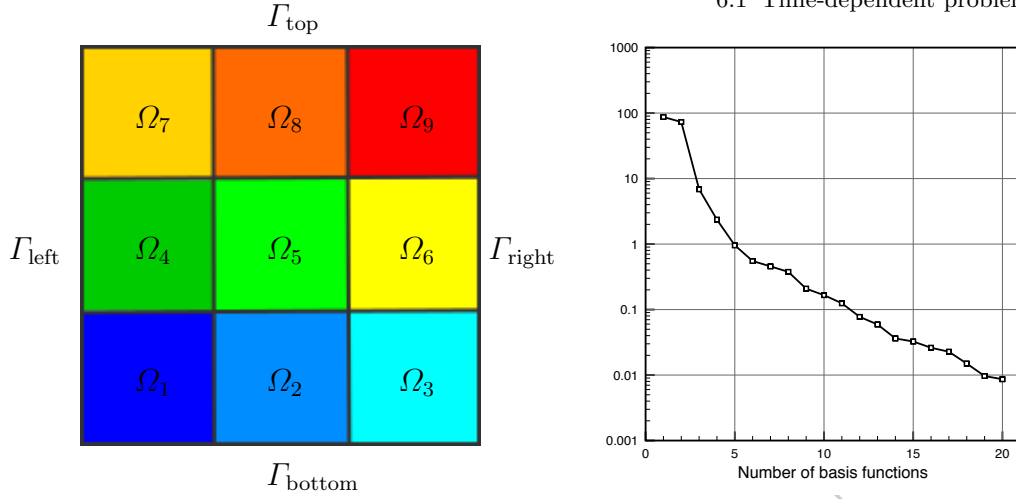 6.1 Time-dependent problem
Γtop
Ω7 Ω8 Ω9
Γleft Ω4 Ω5 Ω6 Γright
Ω1 Ω2 Ω3
Γbottom
1000
100
10
1
0.1
0.01
0.001
0 5 10 15 20
Number of basis functions